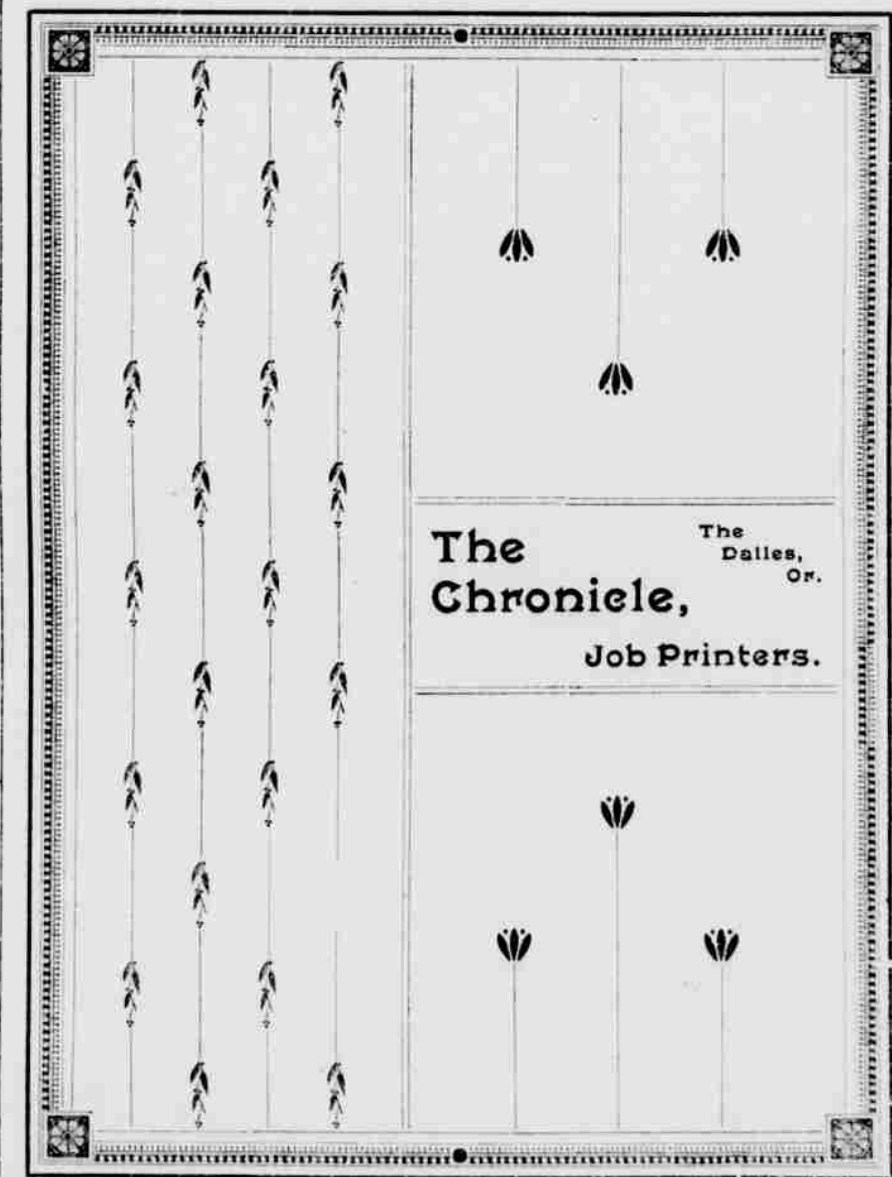 The
Chronicle,
The
Dalles,
Or.
Job Printers.